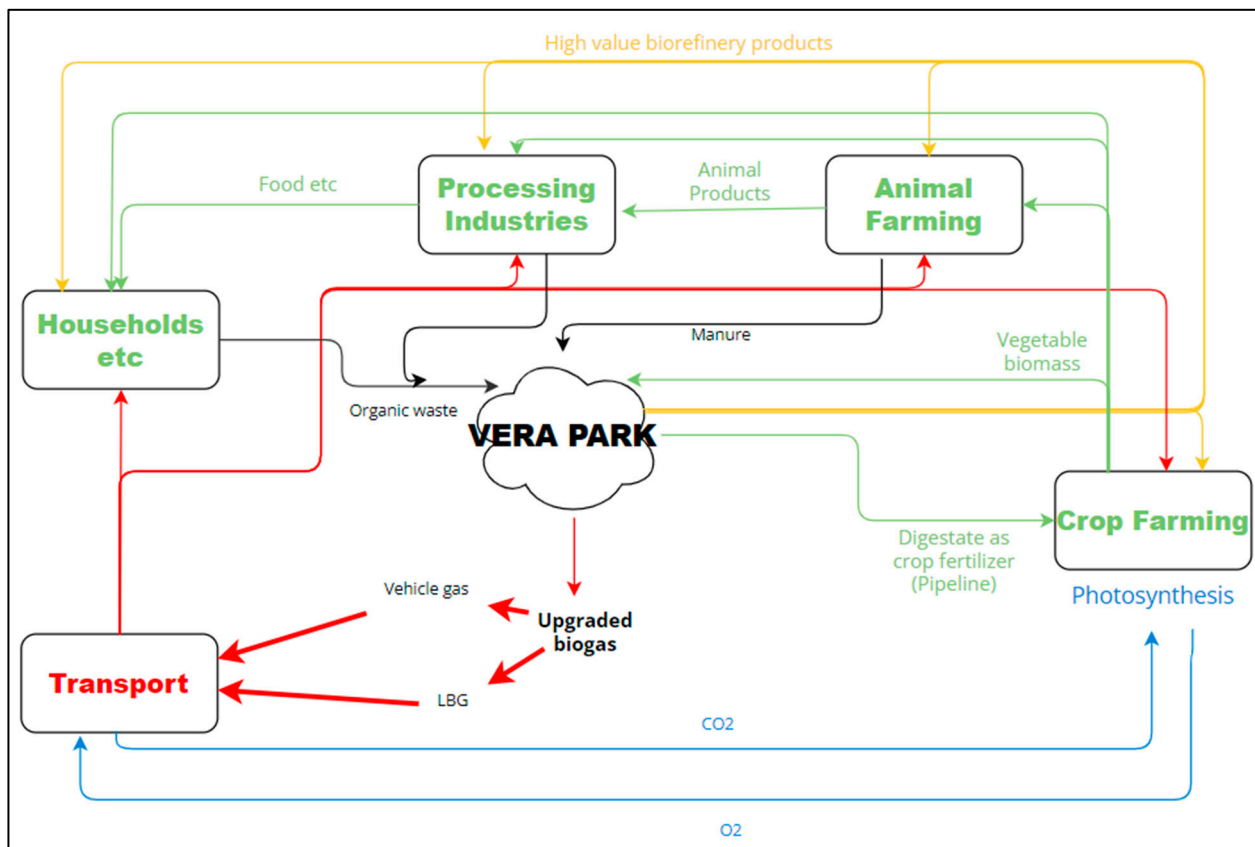 High value biorefinery products
Food etc
Processing
Industries
Animal
Products
Animal
Farming
Households
etc
Manure
Vegetable
biomass
Organic waste
VERA PARK
Crop Farming
Digestate as
crop fertilizer
(Pipeline)
Photosynthesis
Vehicle gas
Upgraded
biogas
Transport
LBG
CO2
O2